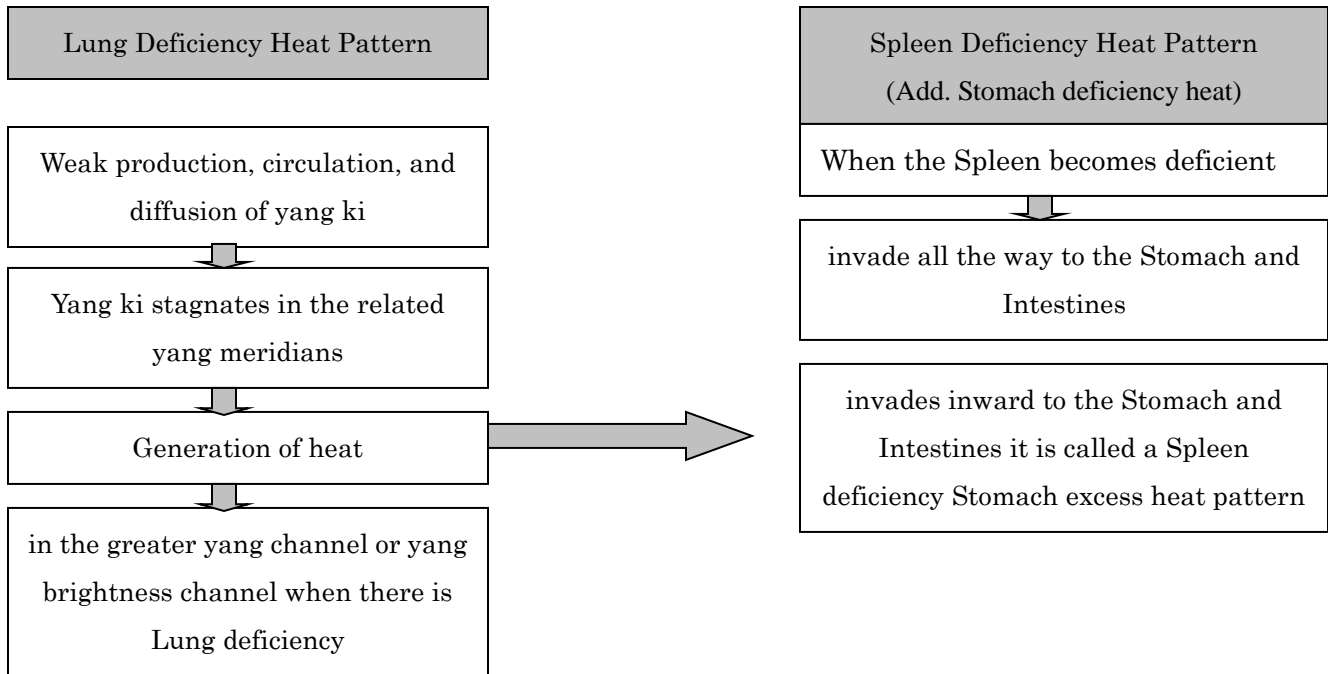 Lung Deficiency Heat Pattern
Weak production, circulation, and
diffusion of yang ki
Yang ki stagnates in the related
yang meridians
Generation of heat
in the greater yang channel or yang
brightness channel when there is
Lung deficiency
Spleen Deficiency Heat Pattern
(Add. Stomach deficiency heat)
When the Spleen becomes deficient
invade all the way to the Stomach and
Intestines
invades inward to the Stomach and
Intestines it is called a Spleen
deficiency Stomach excess heat pattern